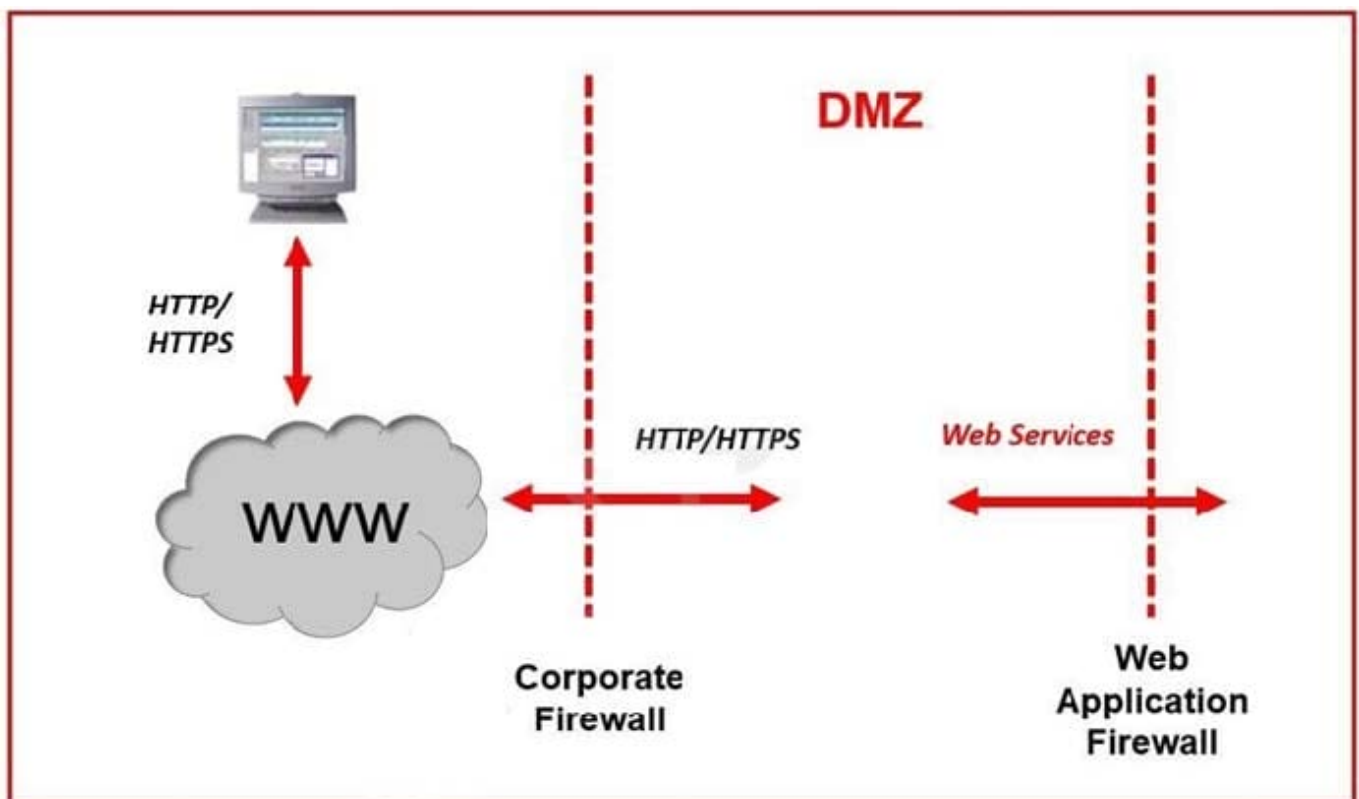 DMZ
HTTP/
HTTPS
HTTP/HTTPS
Web Services
WWW
Corporate
Firewall
Web
Application
Firewall